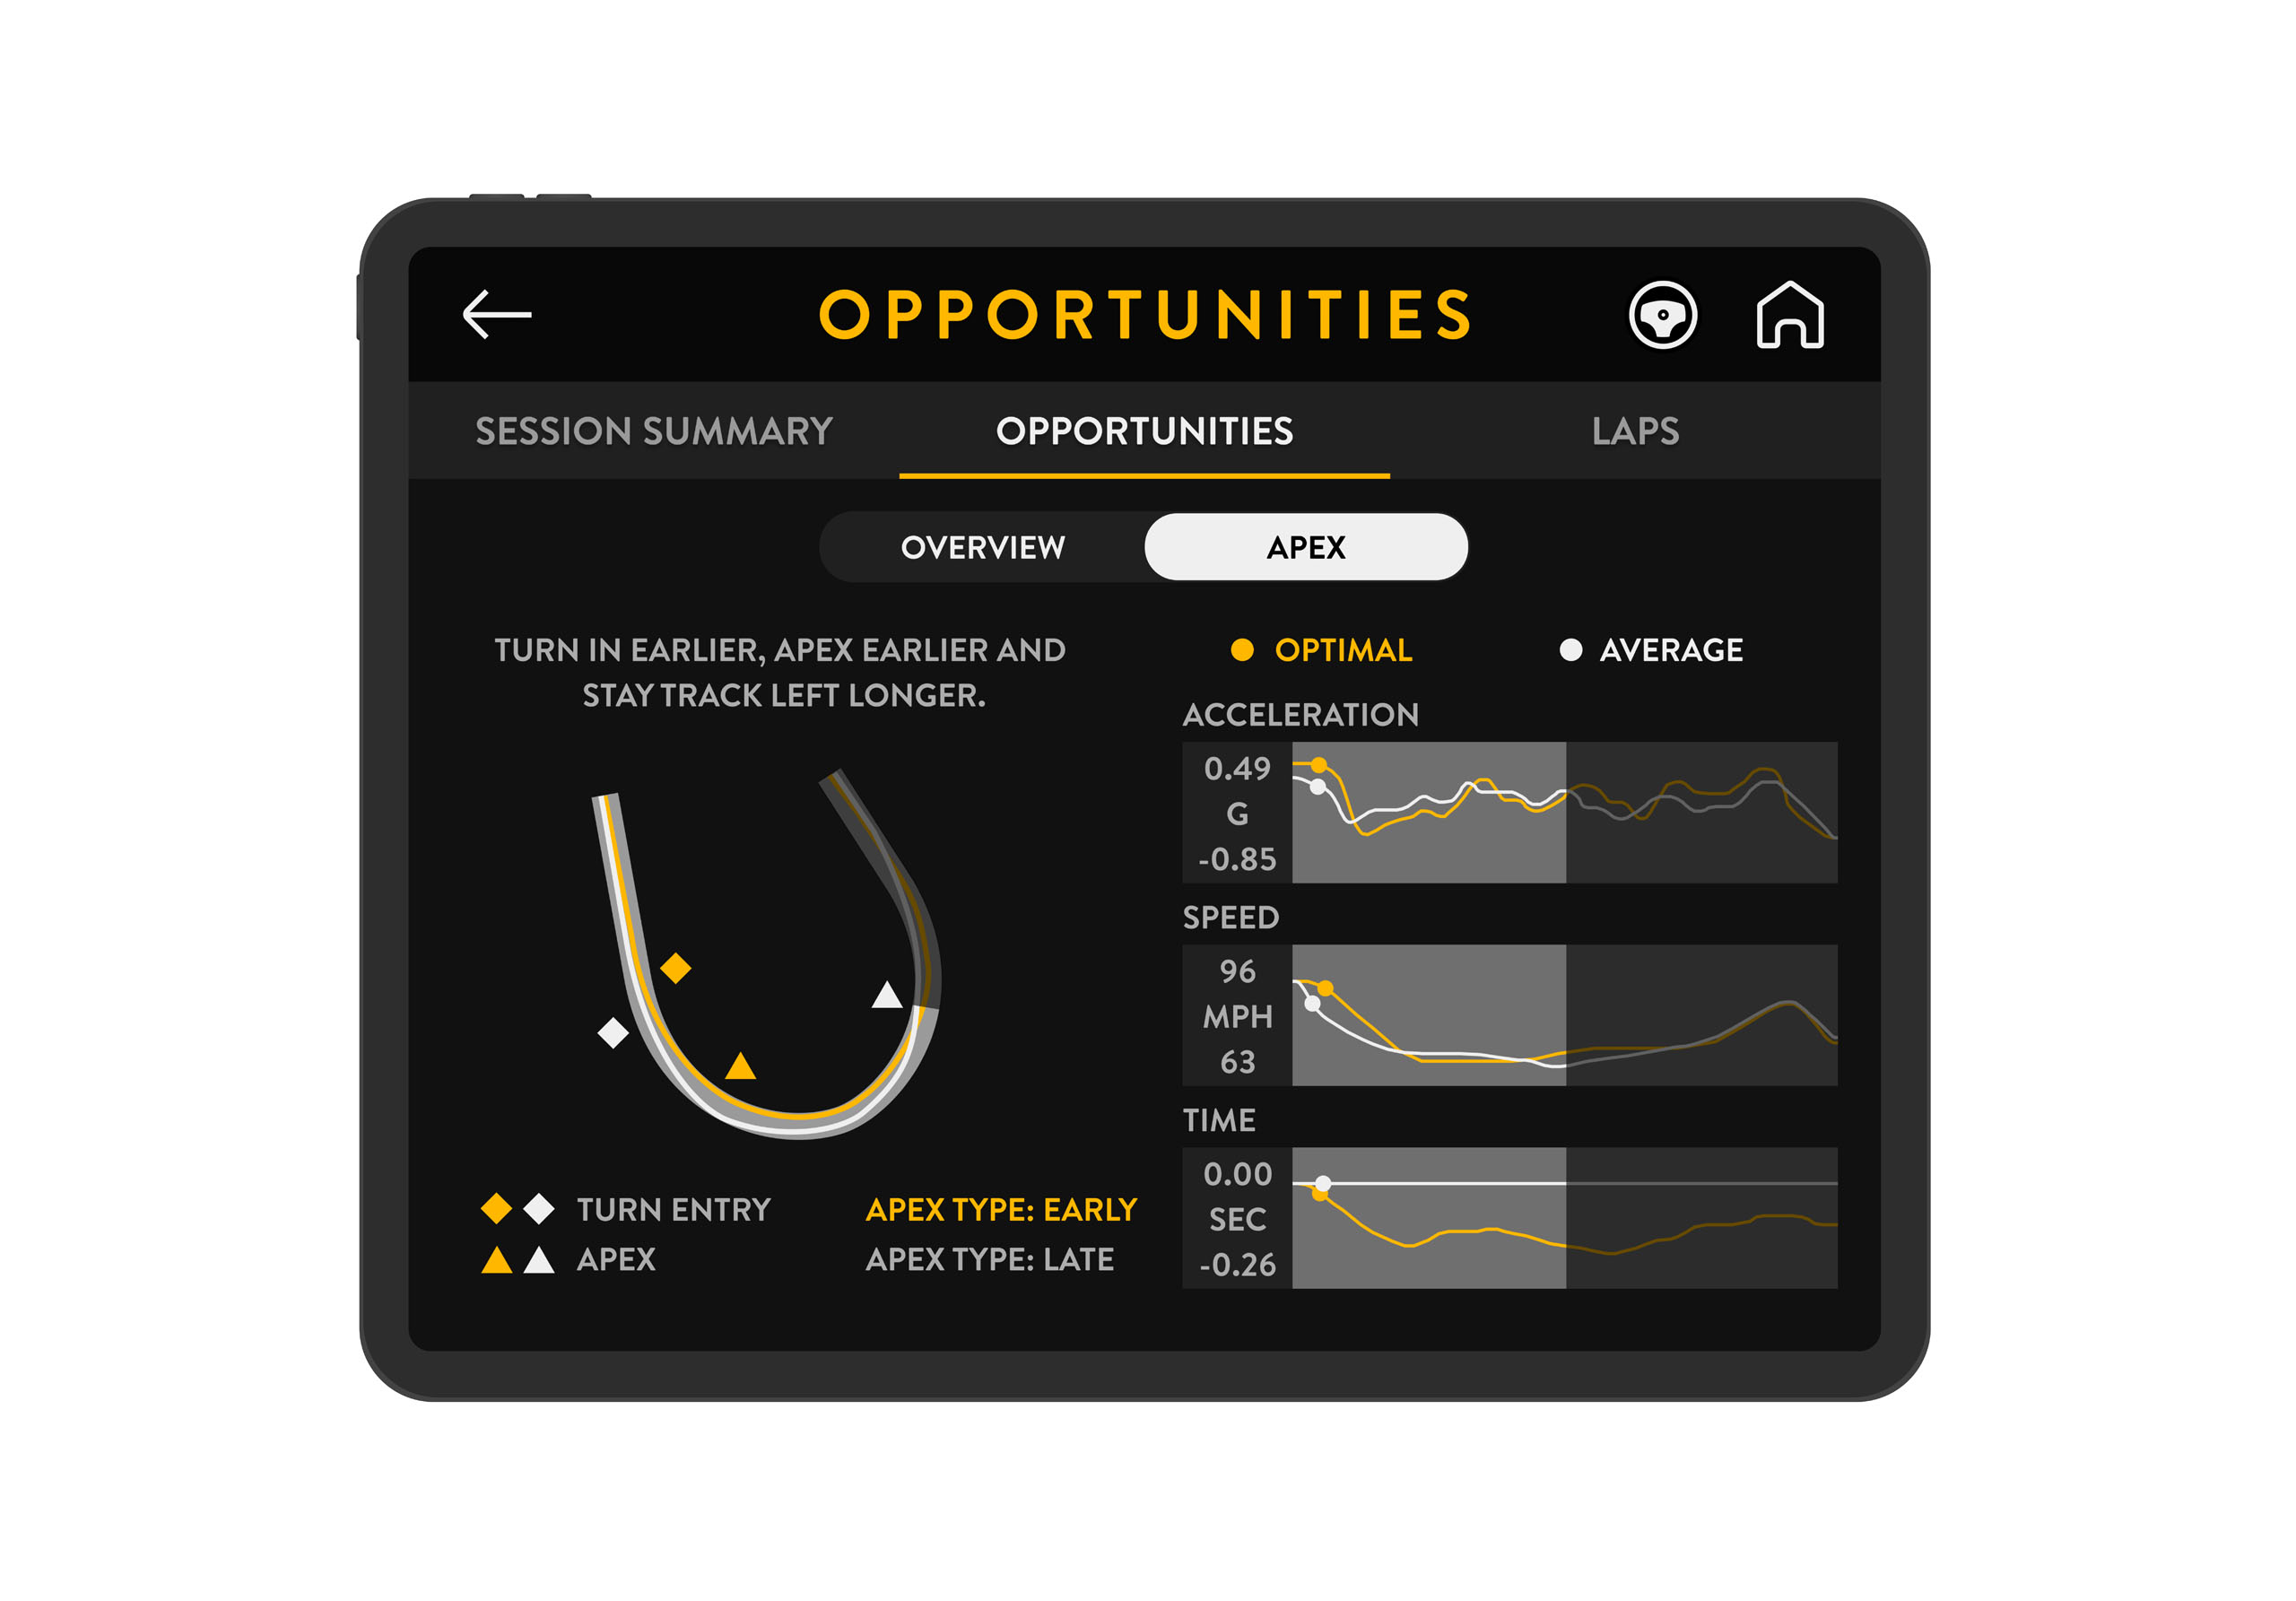 OPPORTUNITIES
SESSION SUMMARY
OPPORTUNITIES
LAPS
OVERVIEW
APEX
TURN IN EARLIER, APEX EARLIER AND
STAY TRACK LEFT LONGER.
TURN ENTRY
APEX
APEX TYPE: EARLY
APEX TYPE: LATE
OPTIMAL
AVERAGE
ACCELERATION
0.49
G
-0.85
SPEED
96
MPH
63
TIME
0.00
SEC
-0.26